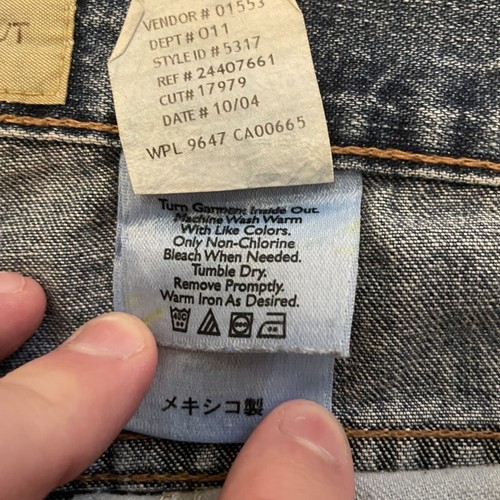 UT
VENDOR # 01553
DEPT # 011
STYLE ID # 5317
REF # 24407661
CUT# 17979
DATE # 10/04
WPL 9647 CA00665
Turn Garment Inside Out.
Machine Wash Warm
With Like Colors.
Only Non-Chlorine
Bleach When Needed.
Tumble Dry.
Remove Promptly.
Warm Iron As Desired.
メキシコ製